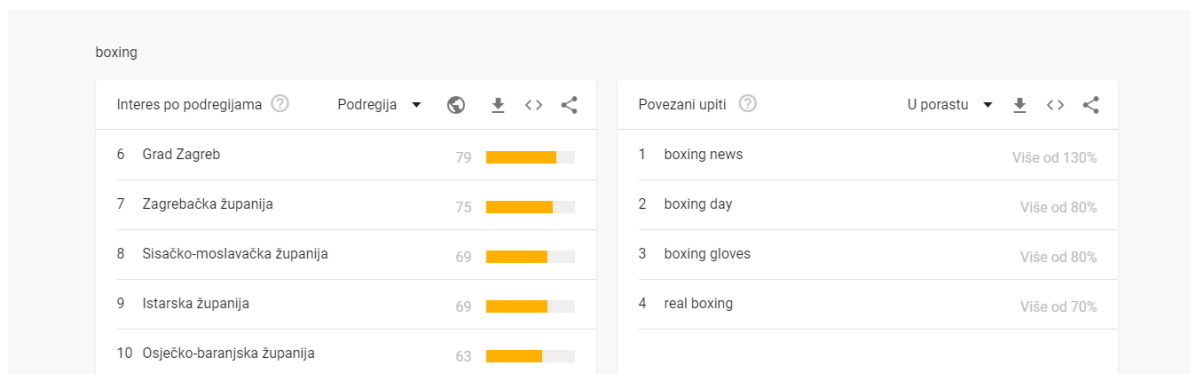 boxing
Interes po podregijama
Podregija
6 Grad Zagreb 79
7 Zagrebačka županija 75
8 Sisačko-moslavačka županija 69
9 Istarska županija 69
10 Osječko-baranjska županija 63
Povezani upiti
U porastu
1 boxing news Više od 130%
2 boxing day Više od 80%
3 boxing gloves Više od 80%
4 real boxing Više od 70%